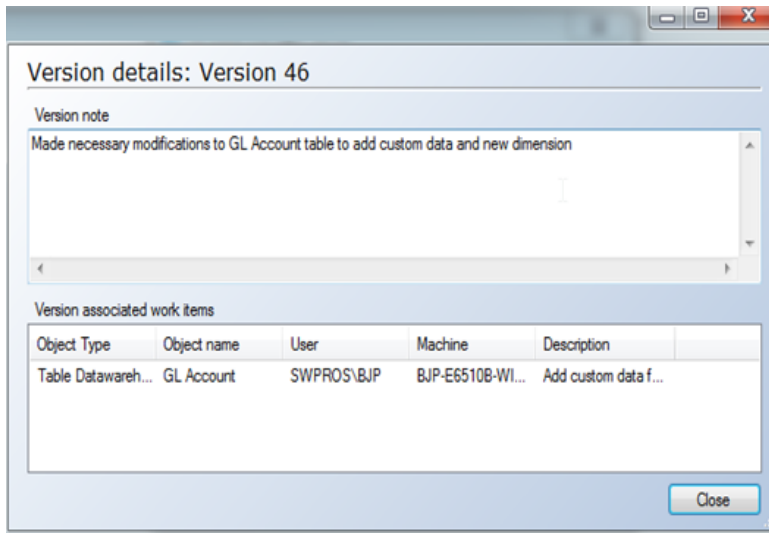 Version details: Version 46
Version note
Made necessary modifications to GL Account table to add custom data and new dimension
Version associated work items
Object Type Object name User Machine Description
Table Datawareh... GL Account SWPROS\BJP BJP-E6510B-WI... Add custom data f...
Close